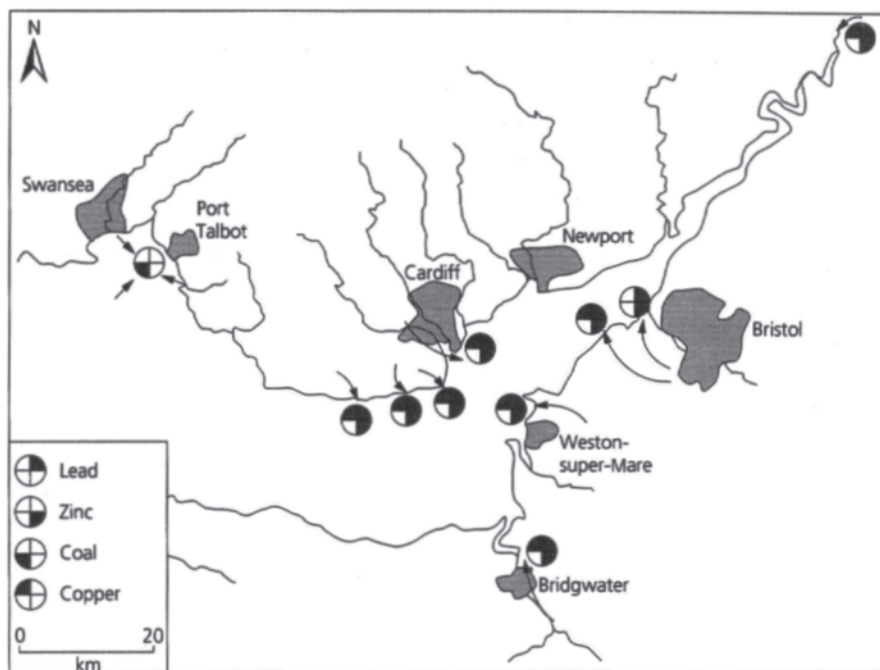 N
Swansea
Port
Talbot
Cardiff
Newport
Bristol
Weston-
super-Mare
Bridgwater
Lead
Zinc
Coal
Copper
0 20
km